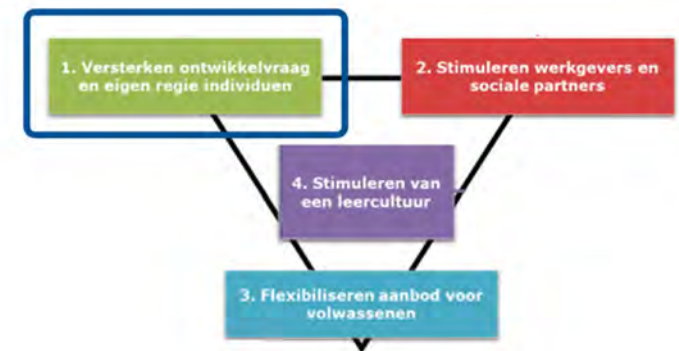 1. Versterken ontwikkelvraag
en eigen regie individuen
2. Stimuleren werkgevers en
sociale partners
4. Stimuleren van
een leercultuur
3. Flexibiliseren aanbod voor
volwassenen